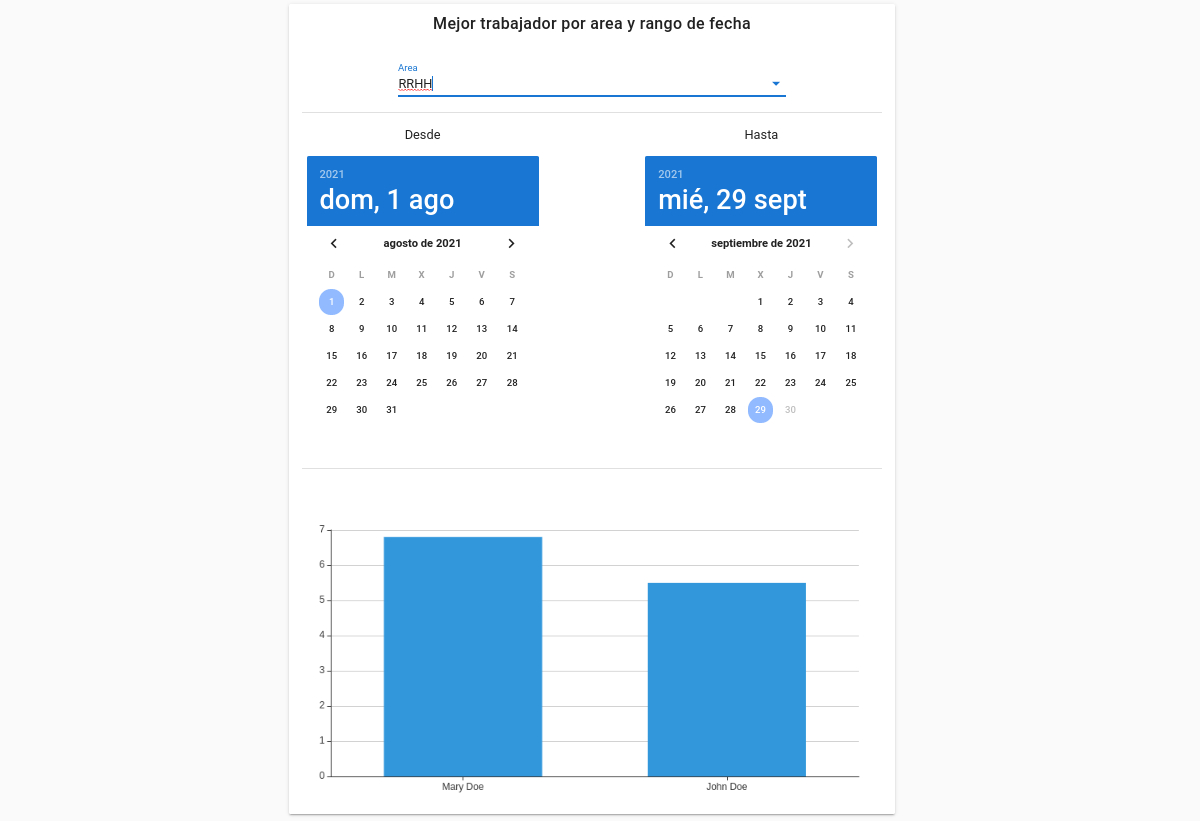 Mejor trabajador por area y rango de fecha
Area
RRHH
Desde
Hasta
2021
dom, 1 ago
agosto de 2021
D L M X J V S
1 2 3 4 5 6 7
8 9 10 11 12 13 14
15 16 17 18 19 20 21
22 23 24 25 26 27 28
29 30 31
2021
mié, 29 sept
septiembre de 2021
D L M X J V S
1 2 3 4
5 6 7 8 9 10 11
12 13 14 15 16 17 18
19 20 21 22 23 24 25
26 27 28 29 30
7
6
5
4
3
2
1
0
Mary Doe
John Doe